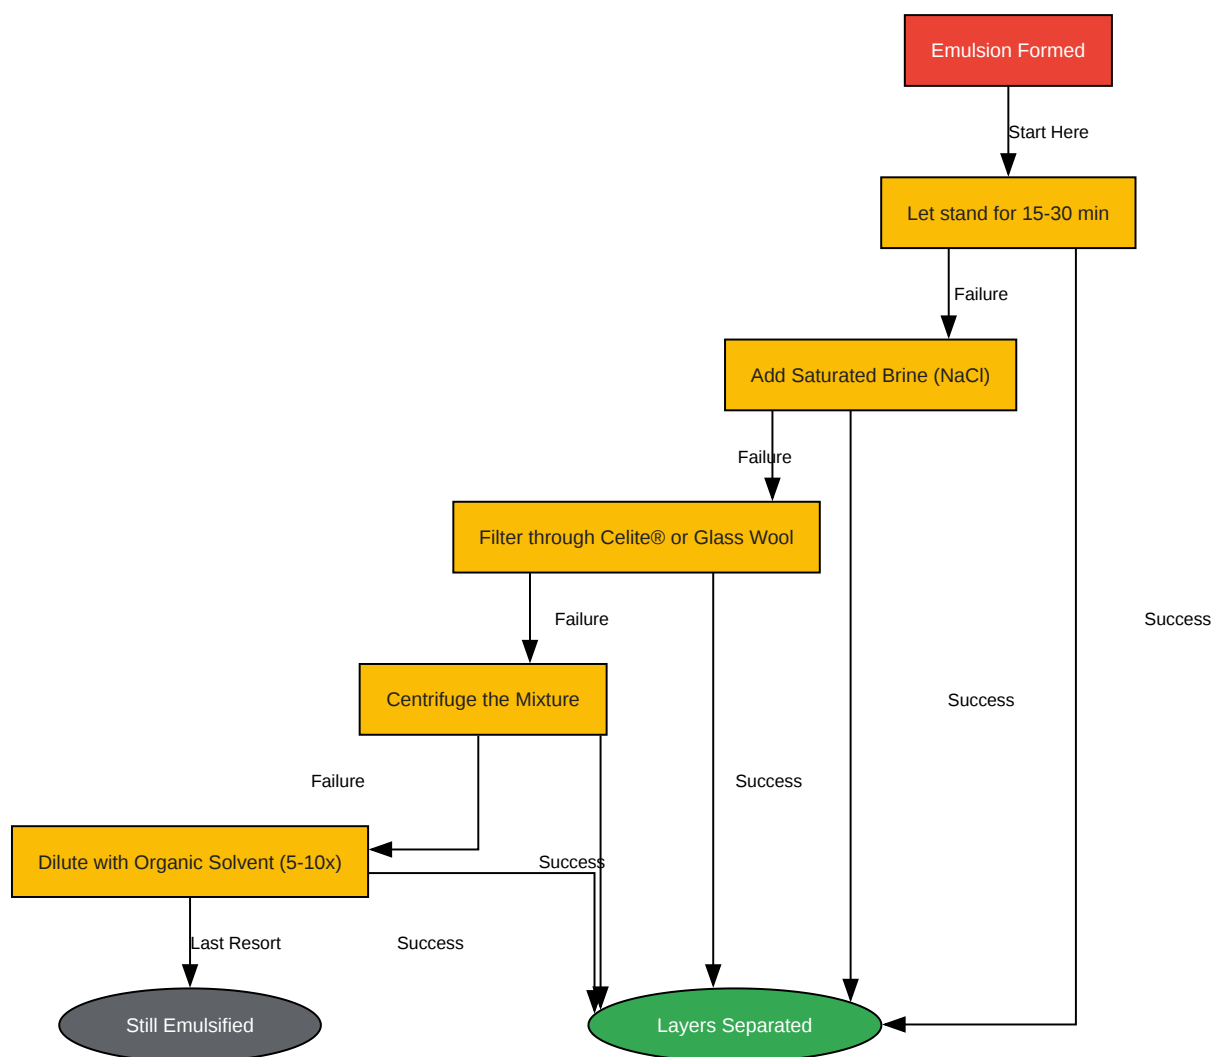 Emulsion Formed
Start Here
Let stand for 15-30 min
Failure
Add Saturated Brine (NaCl)
Failure
Filter through Celite® or Glass Wool
Failure
Success
Centrifuge the Mixture
Success
Failure
Success
Dilute with Organic Solvent (5-10x)
Success
Last Resort
Success
Still Emulsified
Layers Separated